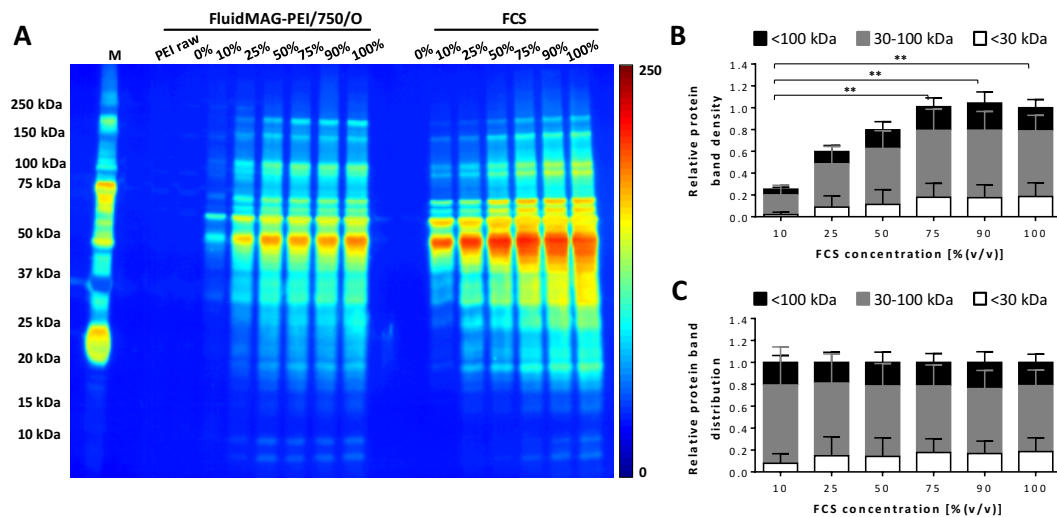 A
FluidMAG-PEI/750/O
FCS
M
PEI raw
0%
10%
25%
50%
75%
90%
100%
0%
10%
25%
50%
75%
90%
100%
250 kDa
150 kDa
100 kDa
75 kDa
50 kDa
37 kDa
25 kDa
20 kDa
15 kDa
10 kDa
250
0
B
<100 kDa 30-100 kDa <30 kDa
Relative protein
band density
1.4
1.2
1.0
0.8
0.6
0.4
0.2
0.0
**
**
**
10 25 50 75 90 100
FCS concentration [%(v/v)]
C
<100 kDa 30-100 kDa <30 kDa
Relative protein band
distribution
1.4
1.2
1.0
0.8
0.6
0.4
0.2
0.0
10 25 50 75 90 100
FCS concentration [%(v/v)]